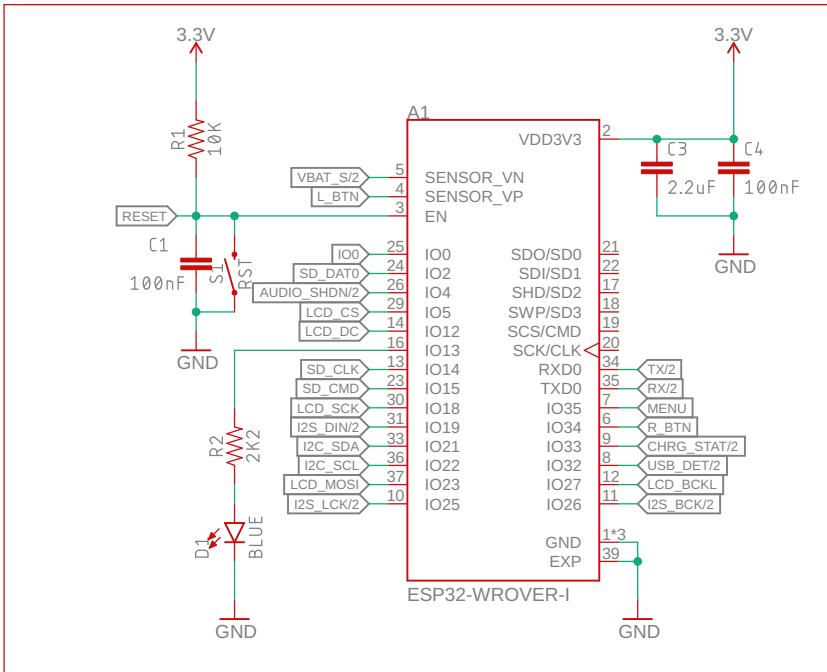 3.3V
3.3V
R1
10K
A1
VDD3V3
2
C3
2.2uF
C4
100nF
GND
VBAT_S/2
5
SENSOR_VN
L_BTN
4
SENSOR_VP
RESET
3
EN
C1
100nF
S1
RST
GND
IO0
25
IO0
SDO/SD0
21
SD_DAT0
24
IO2
SDI/SD1
22
AUDIO_SHDN/2
26
IO4
SHD/SD2
17
LCD_CS
29
IO5
SWP/SD3
18
LCD_DC
14
IO12
SCS/CMD
19
16
IO13
SCK/CLK
20
SD_CLK
13
IO14
RXD0
34
TX/2
SD_CMD
23
IO15
TXD0
35
RX/2
LCD_SCK
30
IO18
IO35
7
MENU
I2S_DIN/2
31
IO19
IO34
6
R_BTN
I2C_SDA
33
IO21
IO33
9
CHRG_STAT/2
I2C_SCL
36
IO22
IO32
8
USB_DET/2
LCD_MOSI
37
IO23
IO27
12
LCD_BCKL
I2S_LCK/2
10
IO25
IO26
11
I2S_BCK/2
R2
2K2
D1
BLUE
GND
GND
1*3
EXP
39
GND
ESP32-WROVER-I